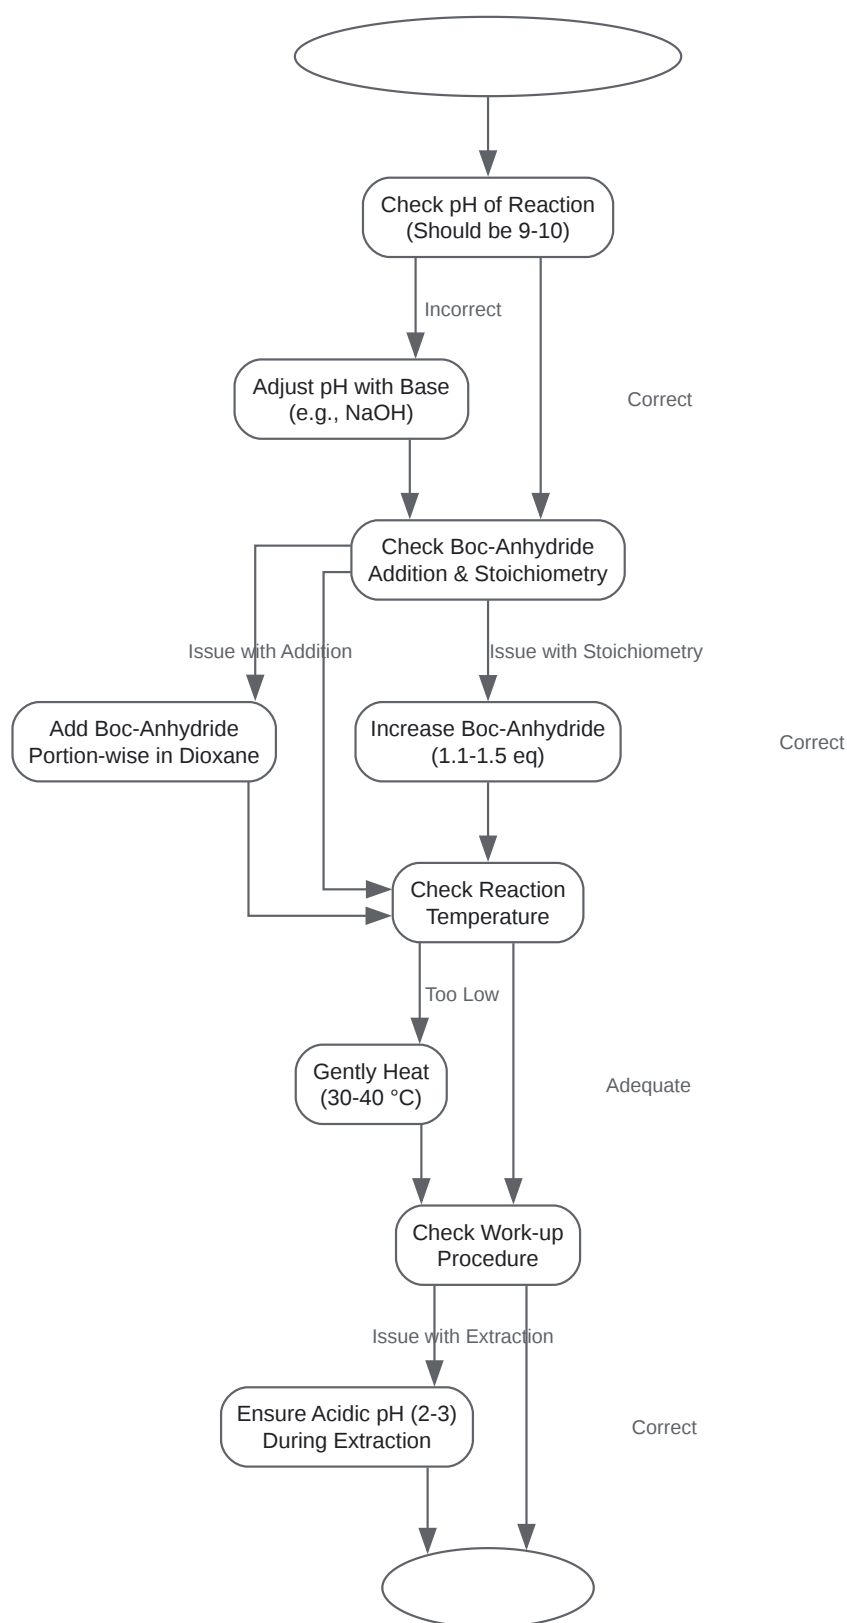 Check pH of Reaction
(Should be 9-10)
Incorrect
Adjust pH with Base
(e.g., NaOH)
Correct
Check Boc-Anhydride
Addition & Stoichiometry
Issue with Addition
Issue with Stoichiometry
Add Boc-Anhydride
Portion-wise in Dioxane
Increase Boc-Anhydride
(1.1-1.5 eq)
Correct
Check Reaction
Temperature
Too Low
Gently Heat
(30-40 °C)
Adequate
Check Work-up
Procedure
Issue with Extraction
Ensure Acidic pH (2-3)
During Extraction
Correct